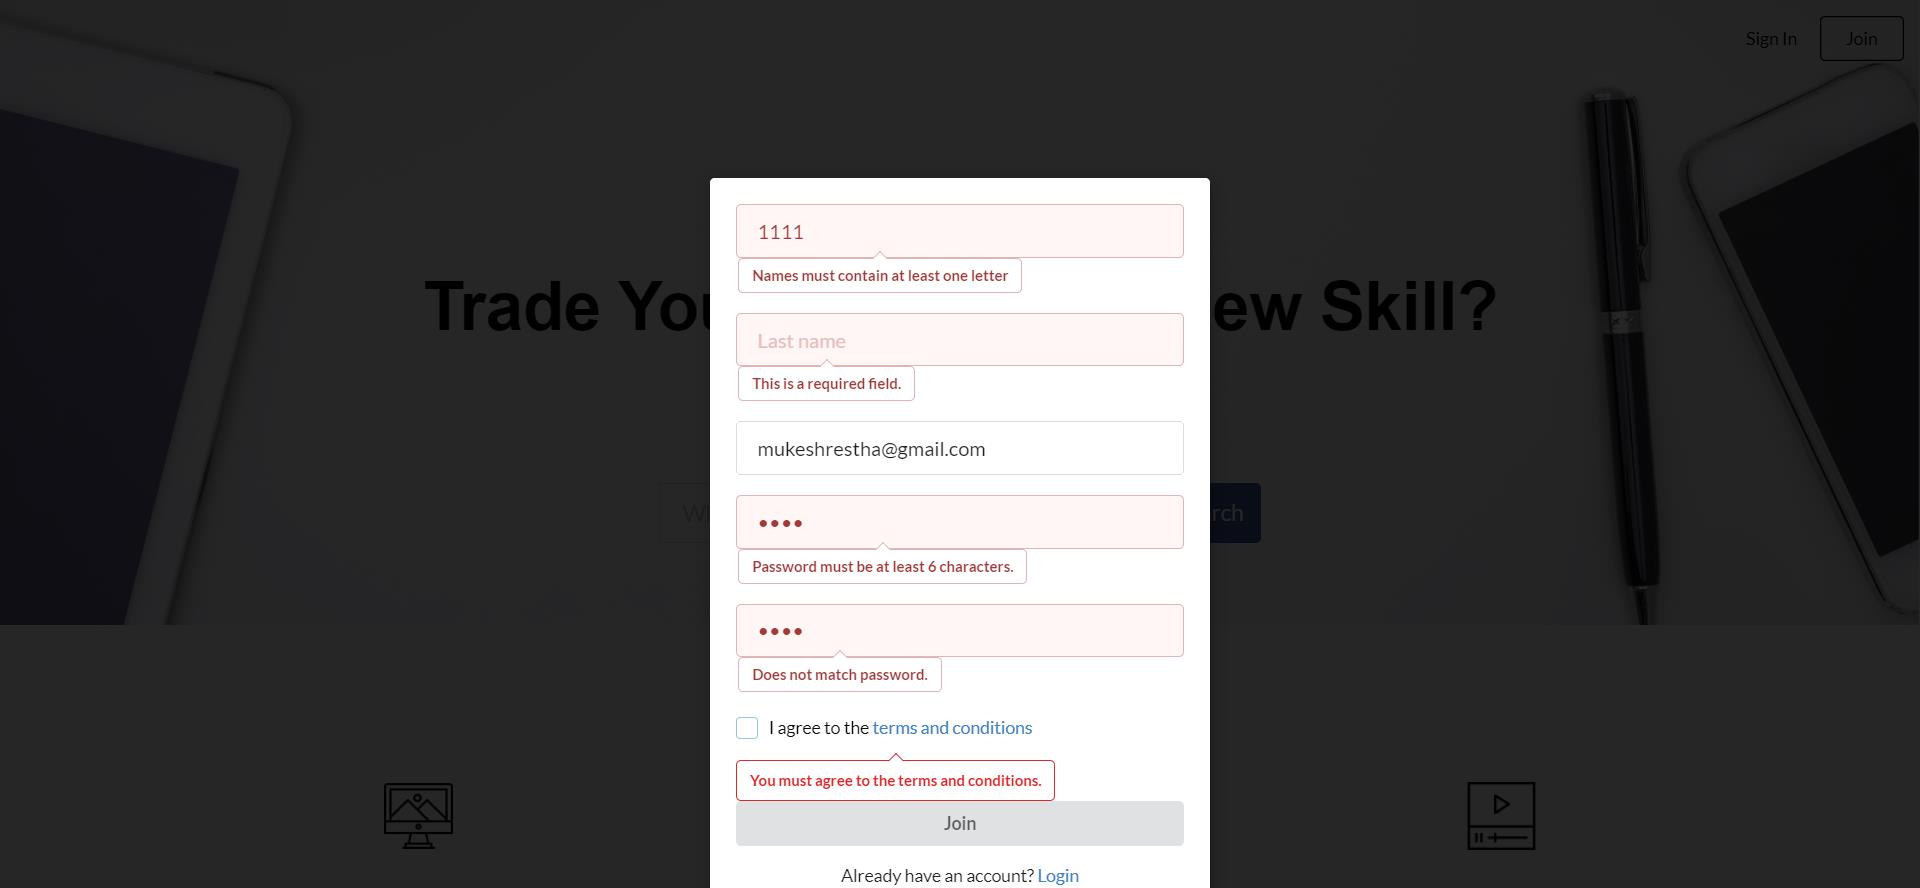 Sign In
Join
1111
Names must contain at least one letter
Trade You
ew Skill?
Last name
This is a required field.
mukeshrestha@gmail.com
W
rch
••••
Password must be at least 6 characters.
••••
Does not match password.
I agree to the terms and conditions
You must agree to the terms and conditions.
Join
Already have an account? Login